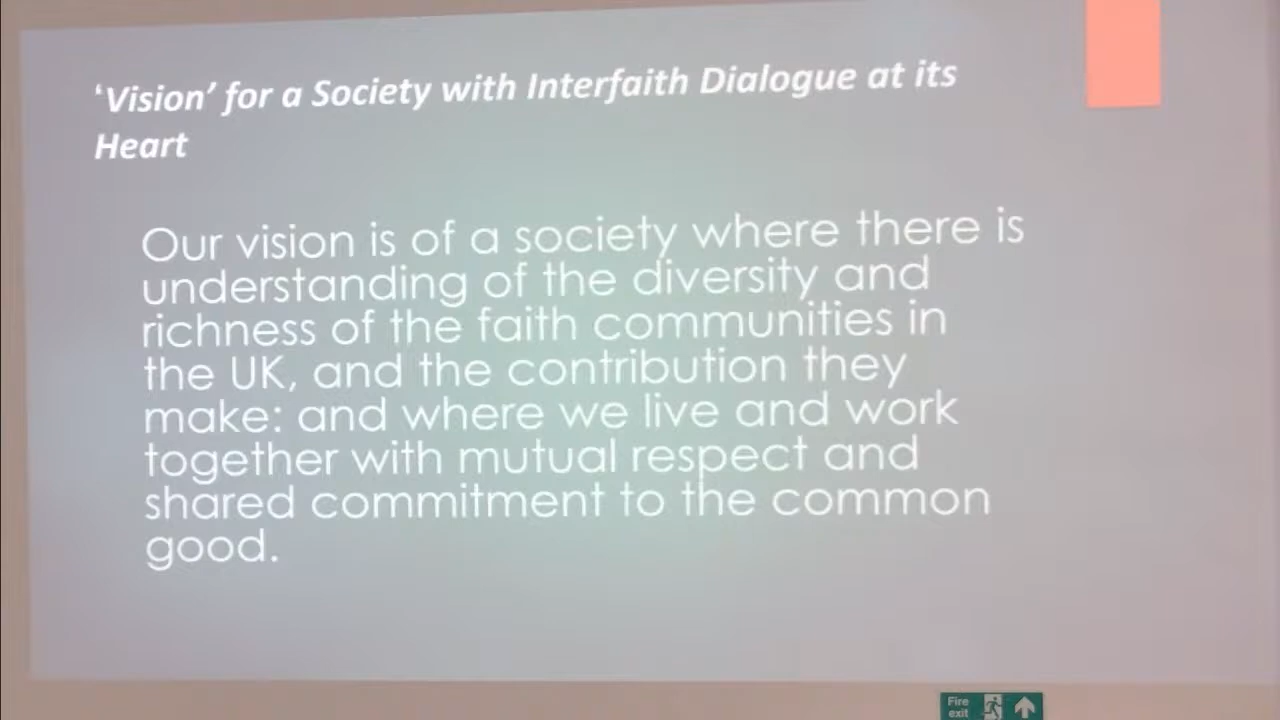 ‘Vision’ for a Society with Interfaith Dialogue at its
Heart
Our vision is of a society where there is
understanding of the diversity and
richness of the faith communities in
the UK, and the contribution they
make: and where we live and work
together with mutual respect and
shared commitment to the common
good.
Fire
exit